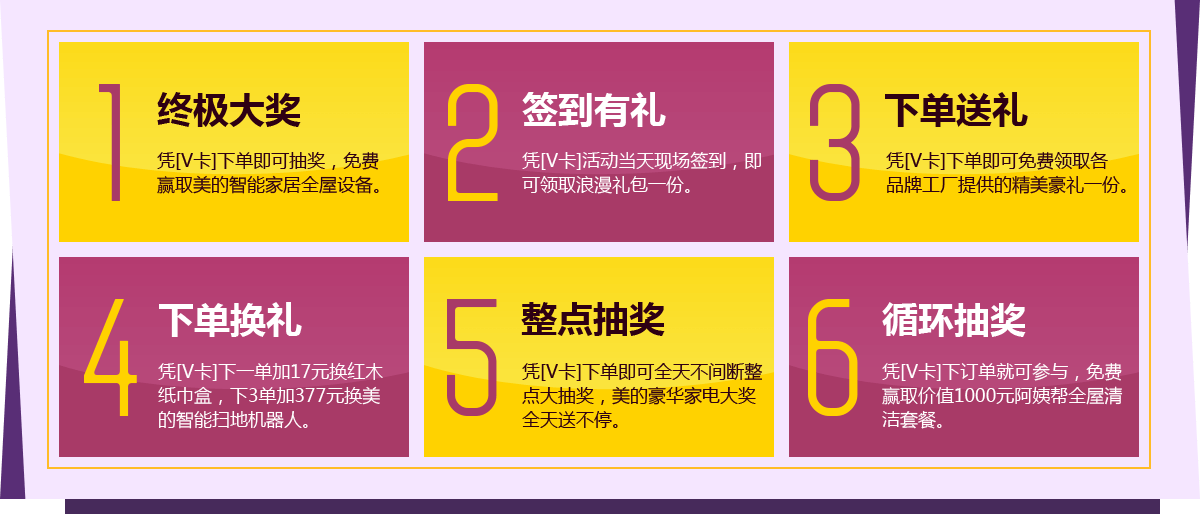 1
终极大奖
凭[V卡]下单即可抽奖，免费
赢取美的智能家居全屋设备。
2
签到有礼
凭[V卡]活动当天现场签到，即
可领取浪漫礼包一份。
3
下单送礼
凭[V卡]下单即可免费领取各
品牌工厂提供的精美豪礼一份。
4
下单换礼
凭[V卡]下一单加17元换红木
纸巾盒，下3单加377元换美
的智能扫地机器人。
5
整点抽奖
凭[V卡]下单即可全天不间断整
点大抽奖，美的豪华家电大奖
全天送不停。
6
循环抽奖
凭[V卡]下订单就可参与，免费
赢取价值1000元阿姨帮全屋清
洁套餐。